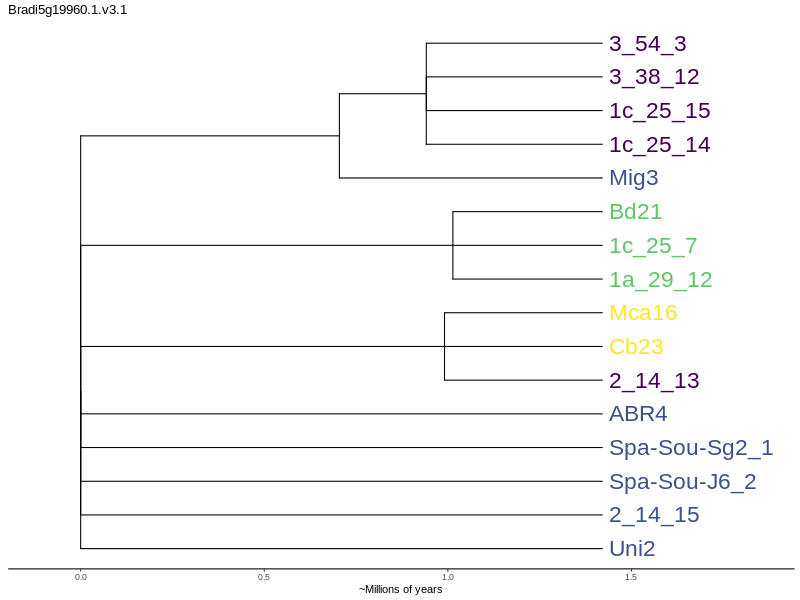 Bradi5g19960.1.v3.1
3_54_3
3_38_12
1c_25_15
1c_25_14
Mig3
Bd21
1c_25_7
1a_29_12
Mca16
Cb23
2_14_13
ABR4
Spa-Sou-Sg2_1
Spa-Sou-J6_2
2_14_15
Uni2
0.0 0.5 1.0 1.5
~Millions of years